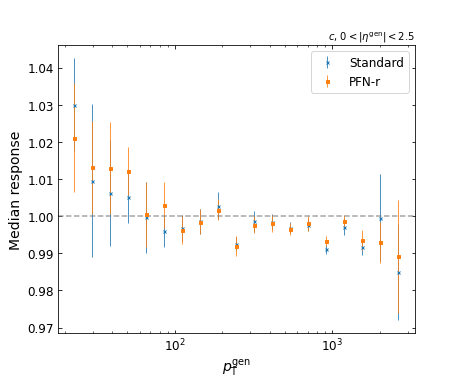 c, 0 < |η^gen| < 2.5
Standard
PFN-r
Median response
1.04
1.03
1.02
1.01
1.00
0.99
0.98
0.97
10^2
10^3
p_T^gen